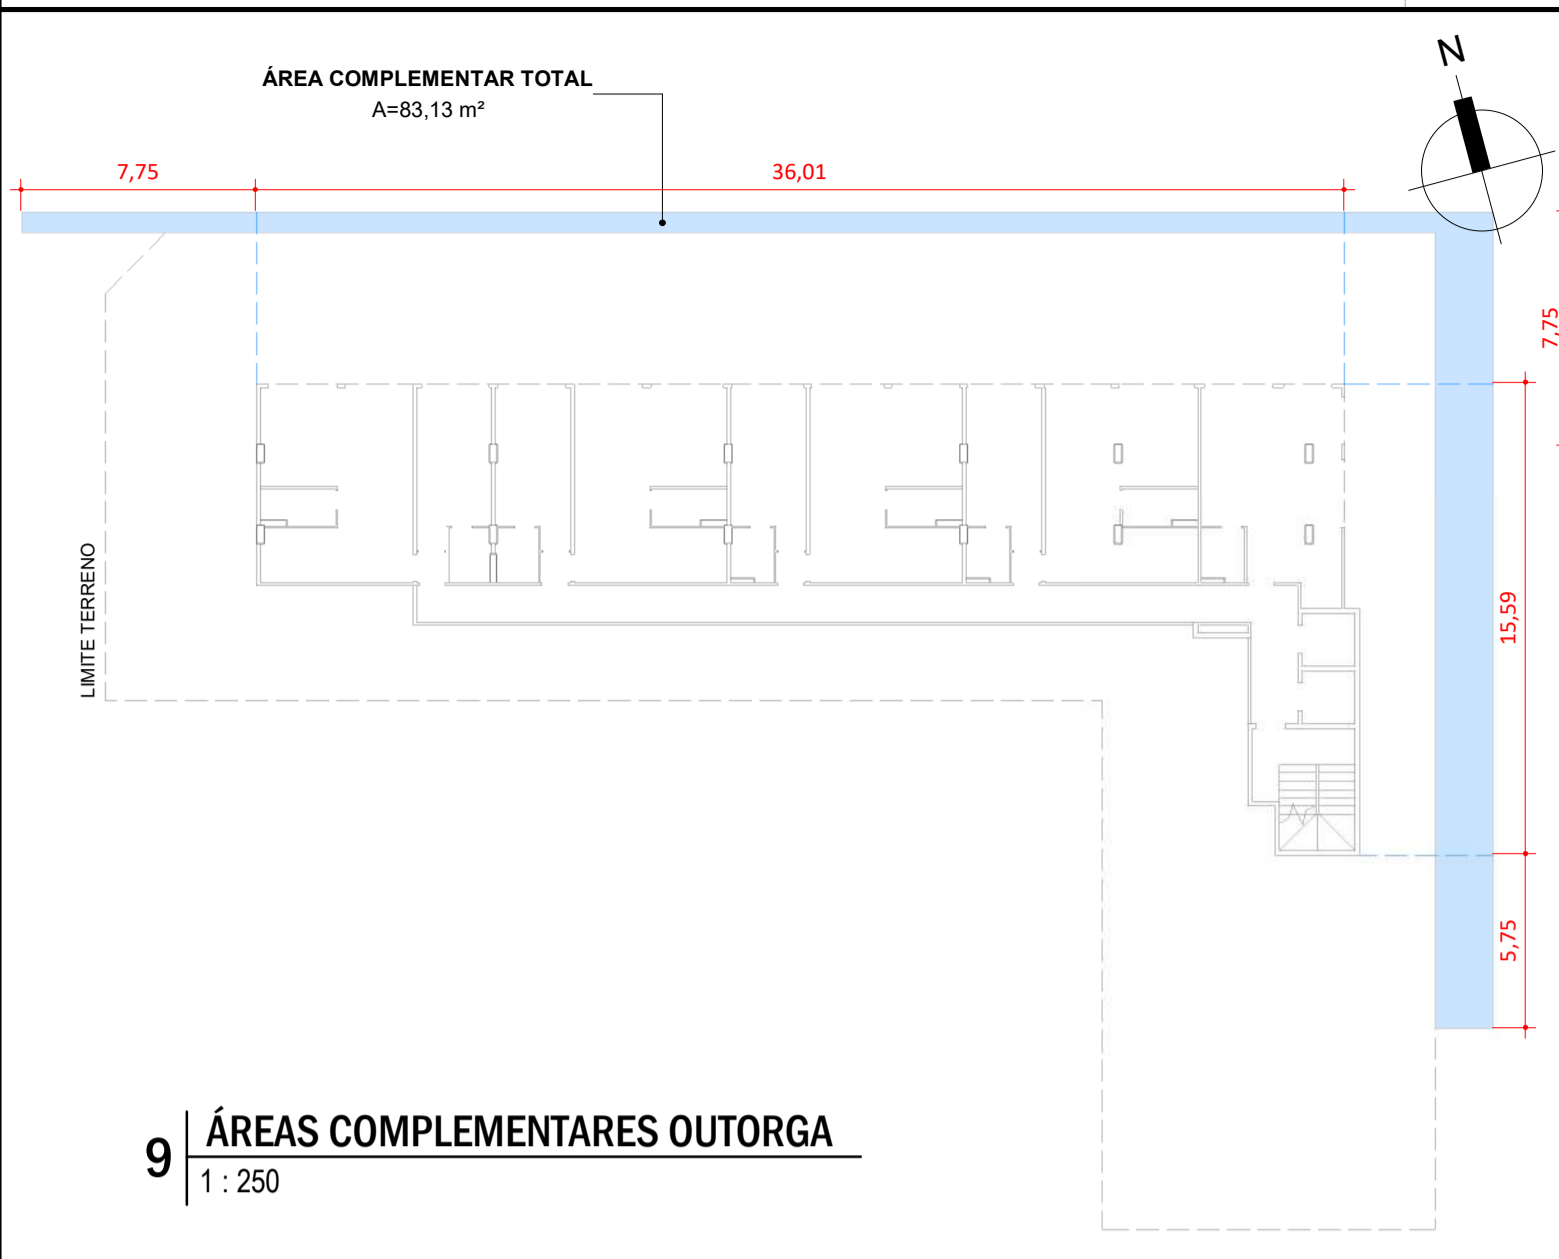 N
ÁREA COMPLEMENTAR TOTAL
A=83,13 m²
7,75
36,01
7,75
LIMITE TERRENO
15,59
5,75
9
ÁREAS COMPLEMENTARES OUTORGA
1 : 250